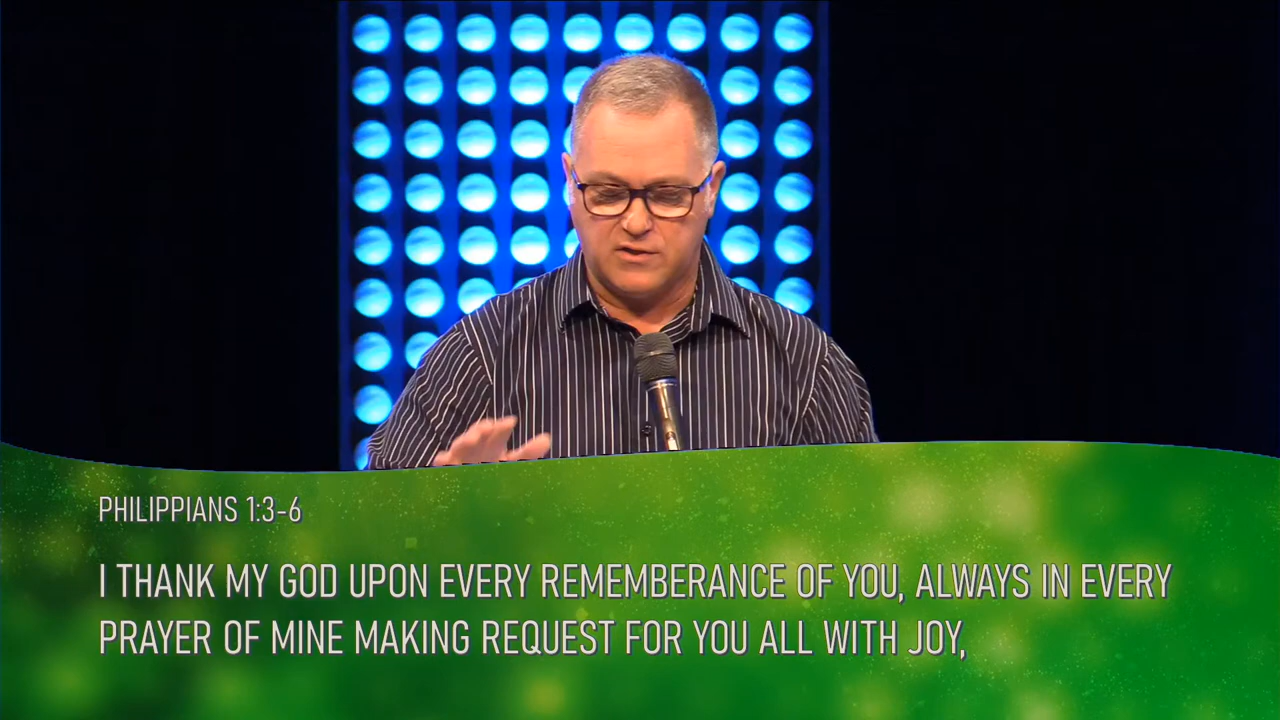 PHILIPPIANS 1:3-6
I THANK MY GOD UPON EVERY REMEMBERANCE OF YOU, ALWAYS IN EVERY
PRAYER OF MINE MAKING REQUEST FOR YOU ALL WITH JOY,